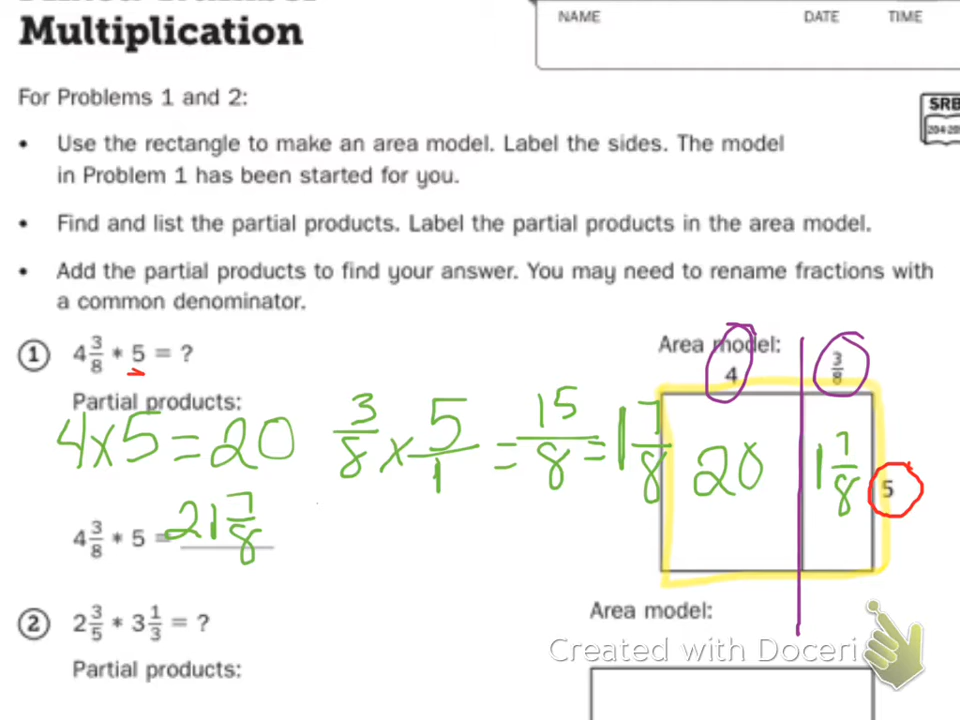 Multiplication
NAME DATE TIME
For Problems 1 and 2:
SRB
• Use the rectangle to make an area model. Label the sides. The model
in Problem 1 has been started for you.
• Find and list the partial products. Label the partial products in the area model.
• Add the partial products to find your answer. You may need to rename fractions with
a common denominator.
1 4 3/8 * 5 = ?
Partial products:
4 x 5 = 20 3/8 x 5/1 = 15/8 = 1 7/8
4 3/8 * 5 = 21 7/8
Area model:
4 3/8
20 1 7/8 5
2 2 3/5 * 3 1/3 = ?
Partial products:
Area model:
Created with Doceri